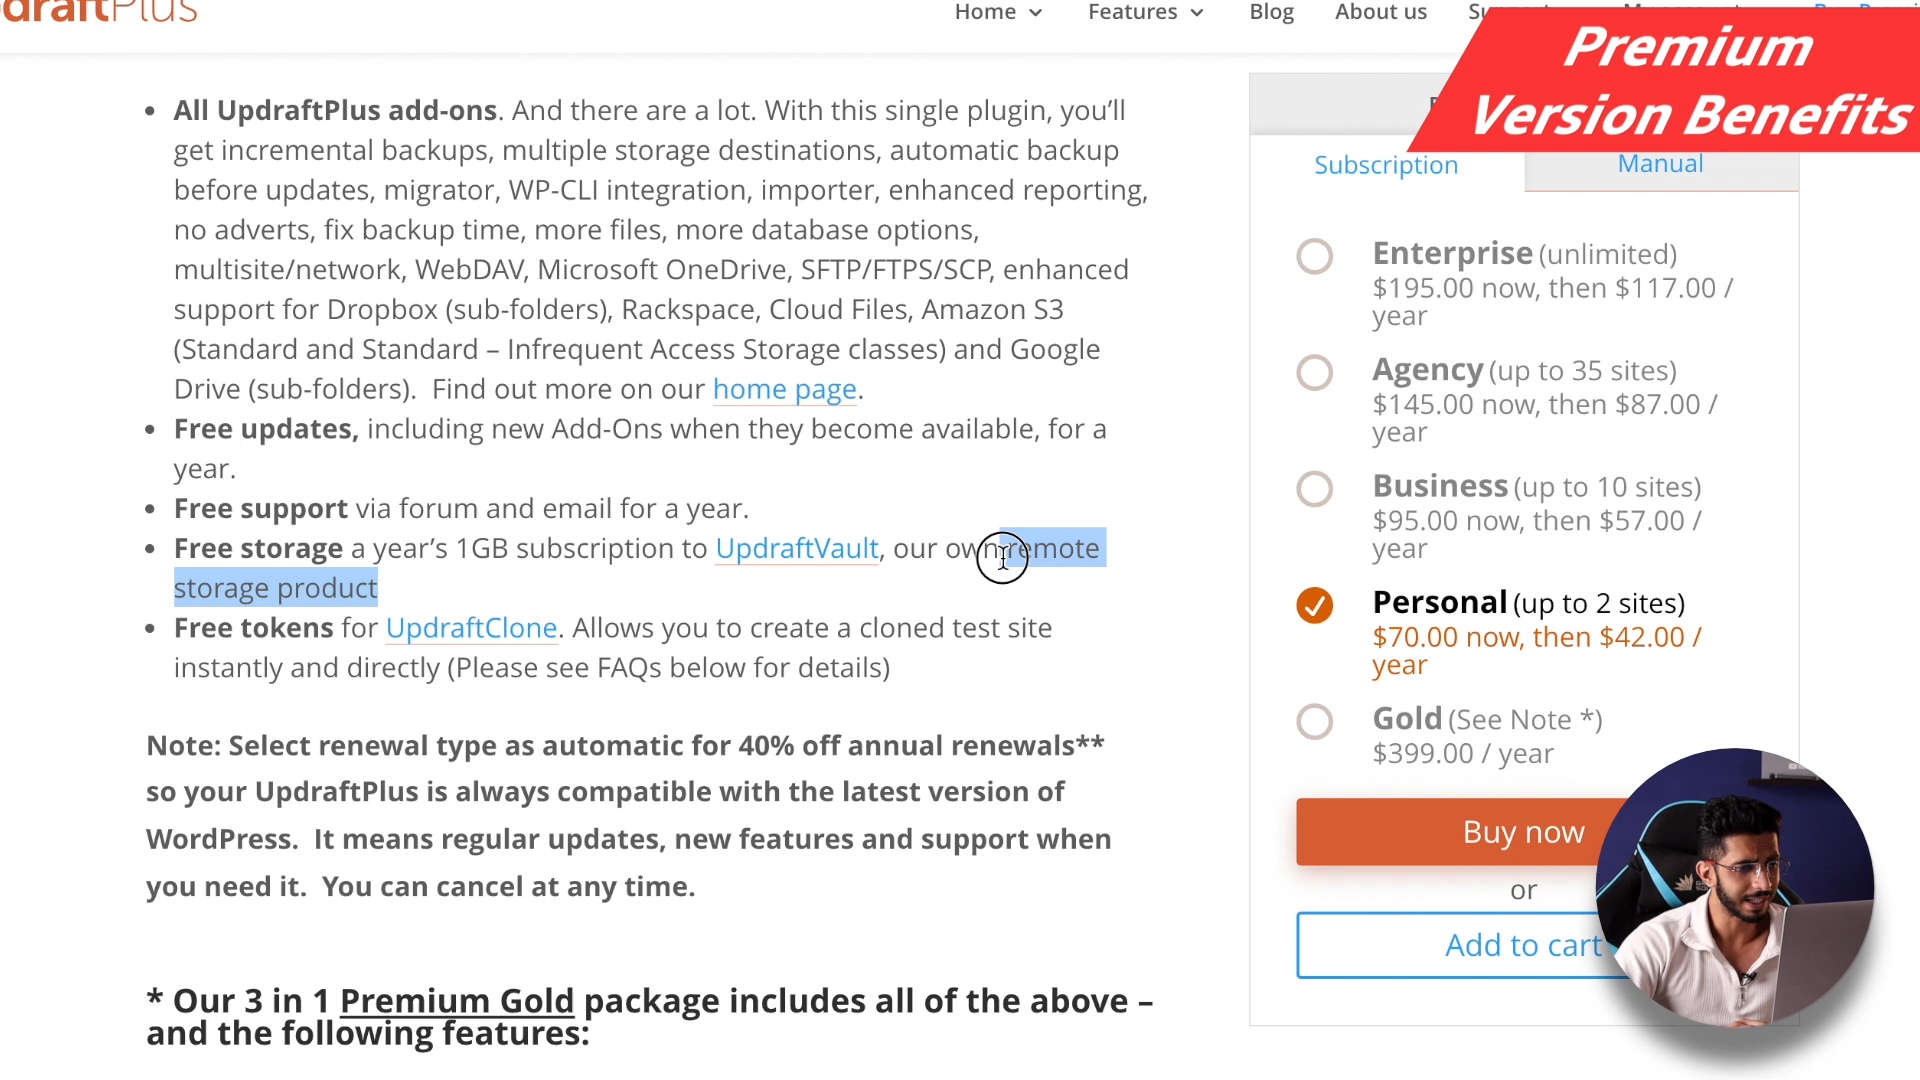 draftPlus
Home
Features
Blog
About us
Premium
Version Benefits
All UpdraftPlus add-ons. And there are a lot. With this single plugin, you’ll
get incremental backups, multiple storage destinations, automatic backup
before updates, migrator, WP-CLI integration, importer, enhanced reporting,
no adverts, fix backup time, more files, more database options,
multisite/network, WebDAV, Microsoft OneDrive, SFTP/FTPS/SCP, enhanced
support for Dropbox (sub-folders), Rackspace, Cloud Files, Amazon S3
(Standard and Standard – Infrequent Access Storage classes) and Google
Drive (sub-folders).  Find out more on our home page.
Free updates, including new Add-Ons when they become available, for a
year.
Free support via forum and email for a year.
Free storage a year’s 1GB subscription to UpdraftVault, our own remote
storage product
Free tokens for UpdraftClone. Allows you to create a cloned test site
instantly and directly (Please see FAQs below for details)
Note: Select renewal type as automatic for 40% off annual renewals**
so your UpdraftPlus is always compatible with the latest version of
WordPress.  It means regular updates, new features and support when
you need it.  You can cancel at any time.
* Our 3 in 1 Premium Gold package includes all of the above –
and the following features:
Subscription
Manual
Enterprise (unlimited)
$195.00 now, then $117.00 /
year
Agency (up to 35 sites)
$145.00 now, then $87.00 /
year
Business (up to 10 sites)
$95.00 now, then $57.00 /
year
Personal (up to 2 sites)
$70.00 now, then $42.00 /
year
Gold (See Note *)
$399.00 / year
Buy now
or
Add to cart